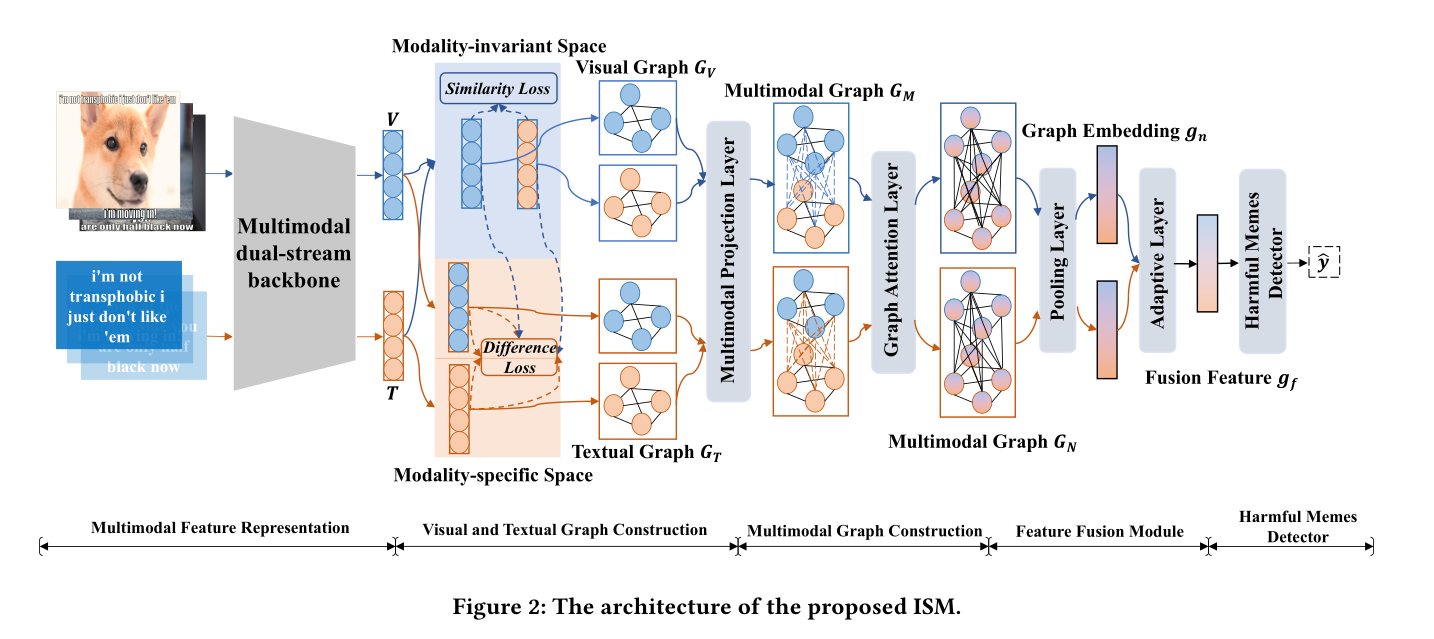 Modality-invariant Space
Similarity Loss
Visual Graph G_V
Multimodal Graph G_M
Graph Embedding g_n
i'm not transphobic i just don't like 'em
i'm moving in!
are only half black now
V
Multimodal
dual-stream
backbone
i'm not
transphobic i
just don't like
'em
are only half
black now
T
Difference
Loss
Multimodal Projection Layer
Graph Attention Layer
Pooling Layer
Adaptive Layer
Harmful Memes
Detector
ŷ
Fusion Feature g_f
Textual Graph G_T
Multimodal Graph G_N
Modality-specific Space
Multimodal Feature Representation
Visual and Textual Graph Construction
Multimodal Graph Construction
Feature Fusion Module
Harmful Memes
Detector
Figure 2: The architecture of the proposed ISM.